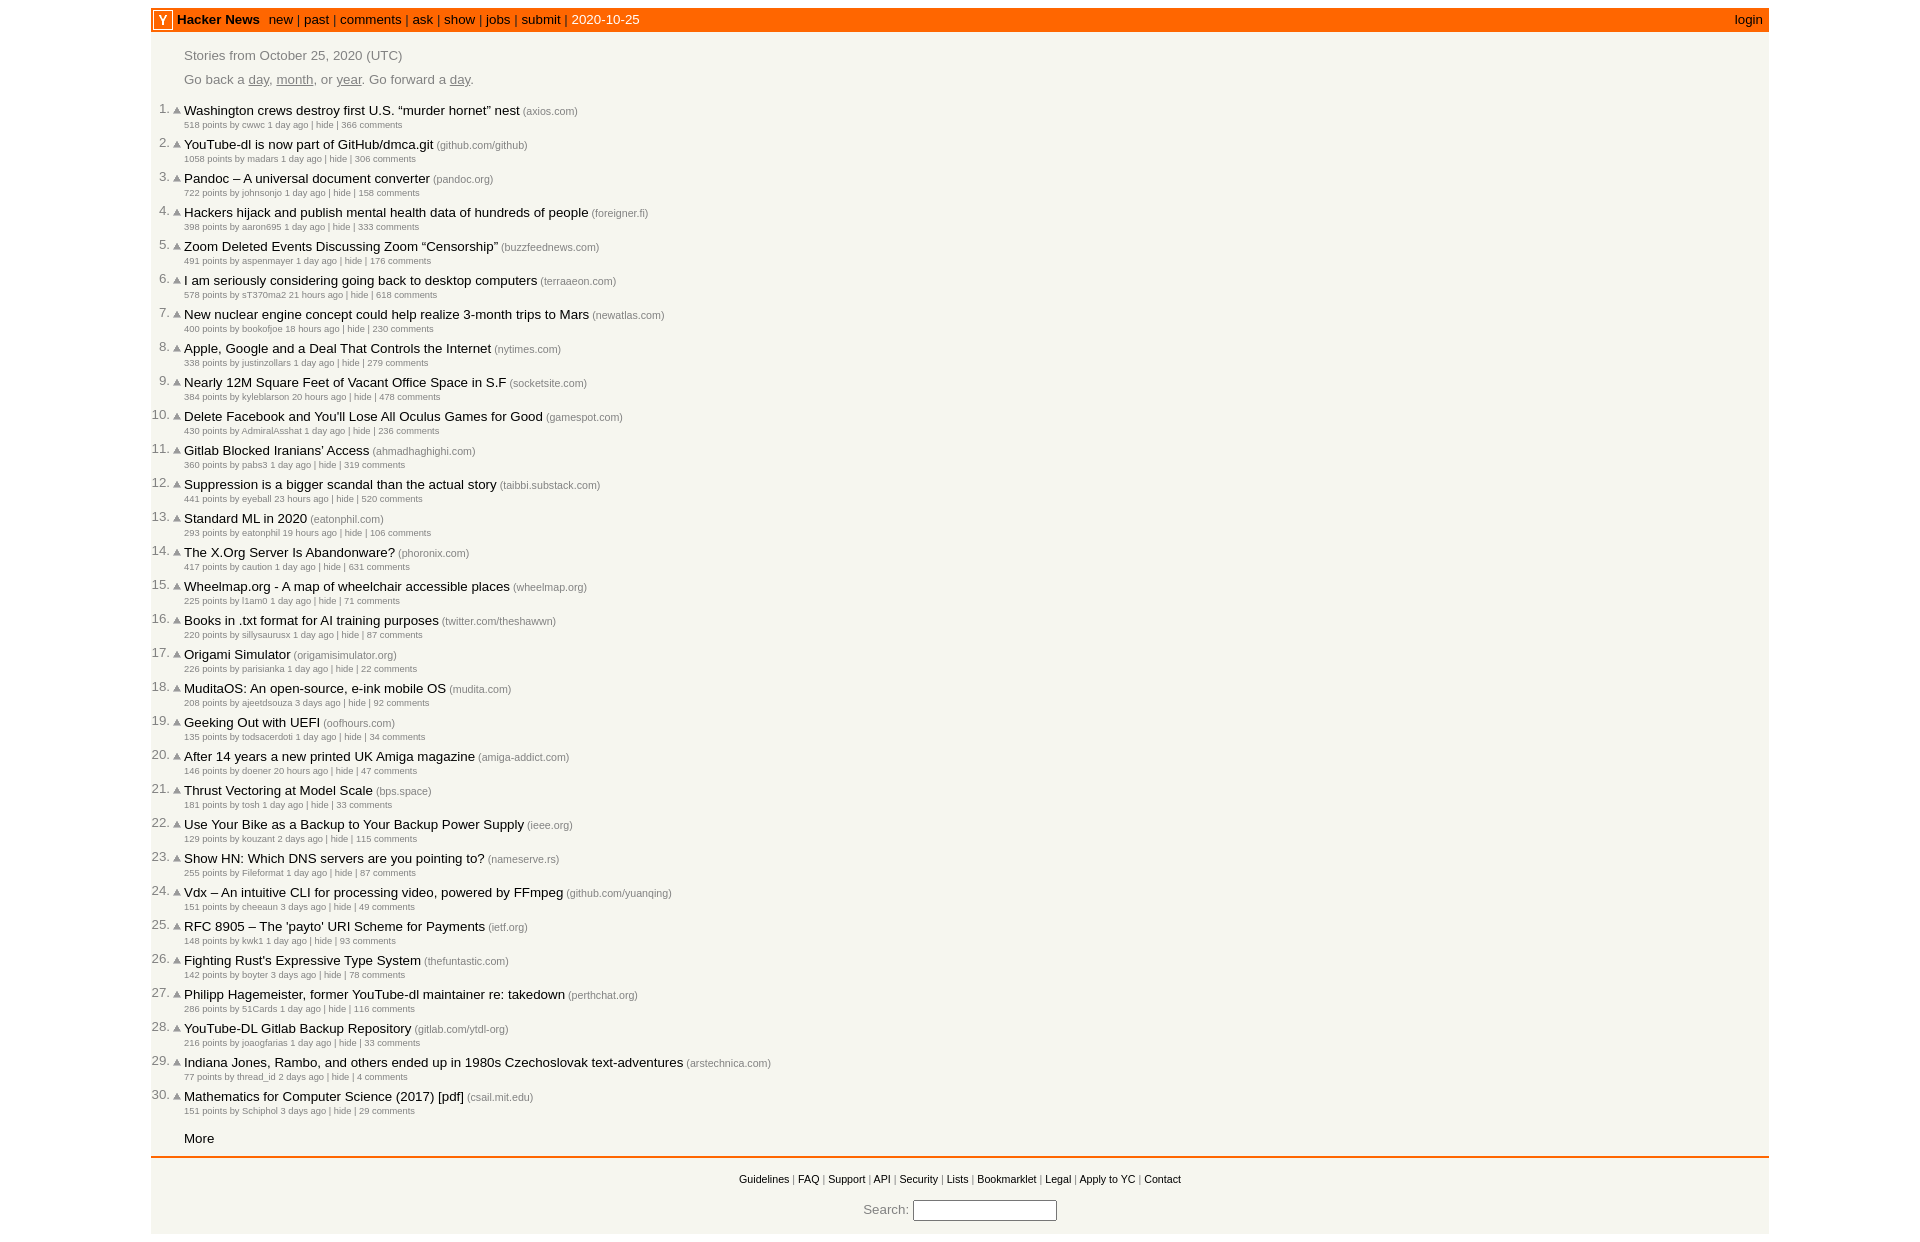 Y Hacker News new | past | comments | ask | show | jobs | submit | 2020-10-25 login
Stories from October 25, 2020 (UTC)
Go back a day, month, or year. Go forward a day.
1. Washington crews destroy first U.S. “murder hornet” nest (axios.com)
518 points by cwwc 1 day ago | hide | 366 comments
2. YouTube-dl is now part of GitHub/dmca.git (github.com/github)
1058 points by madars 1 day ago | hide | 306 comments
3. Pandoc – A universal document converter (pandoc.org)
722 points by johnsonjo 1 day ago | hide | 158 comments
4. Hackers hijack and publish mental health data of hundreds of people (foreigner.fi)
398 points by aaron695 1 day ago | hide | 333 comments
5. Zoom Deleted Events Discussing Zoom “Censorship” (buzzfeednews.com)
491 points by aspenmayer 1 day ago | hide | 176 comments
6. I am seriously considering going back to desktop computers (terraaeon.com)
578 points by sT370ma2 21 hours ago | hide | 618 comments
7. New nuclear engine concept could help realize 3-month trips to Mars (newatlas.com)
400 points by bookofjoe 18 hours ago | hide | 230 comments
8. Apple, Google and a Deal That Controls the Internet (nytimes.com)
338 points by justinzollars 1 day ago | hide | 279 comments
9. Nearly 12M Square Feet of Vacant Office Space in S.F (socketsite.com)
384 points by kyleblarson 20 hours ago | hide | 478 comments
10. Delete Facebook and You'll Lose All Oculus Games for Good (gamespot.com)
430 points by AdmiralAsshat 1 day ago | hide | 236 comments
11. Gitlab Blocked Iranians’ Access (ahmadhaghighi.com)
360 points by pabs3 1 day ago | hide | 319 comments
12. Suppression is a bigger scandal than the actual story (taibbi.substack.com)
441 points by eyeball 23 hours ago | hide | 520 comments
13. Standard ML in 2020 (eatonphil.com)
293 points by eatonphil 19 hours ago | hide | 106 comments
14. The X.Org Server Is Abandonware? (phoronix.com)
417 points by caution 1 day ago | hide | 631 comments
15. Wheelmap.org - A map of wheelchair accessible places (wheelmap.org)
225 points by l1am0 1 day ago | hide | 71 comments
16. Books in .txt format for AI training purposes (twitter.com/theshawwn)
220 points by sillysaurusx 1 day ago | hide | 87 comments
17. Origami Simulator (origamisimulator.org)
226 points by parisianka 1 day ago | hide | 22 comments
18. MuditaOS: An open-source, e-ink mobile OS (mudita.com)
208 points by ajeetdsouza 3 days ago | hide | 92 comments
19. Geeking Out with UEFI (oofhours.com)
135 points by todsacerdoti 1 day ago | hide | 34 comments
20. After 14 years a new printed UK Amiga magazine (amiga-addict.com)
146 points by doener 20 hours ago | hide | 47 comments
21. Thrust Vectoring at Model Scale (bps.space)
181 points by tosh 1 day ago | hide | 33 comments
22. Use Your Bike as a Backup to Your Backup Power Supply (ieee.org)
129 points by kouzant 2 days ago | hide | 115 comments
23. Show HN: Which DNS servers are you pointing to? (nameserve.rs)
255 points by Fileformat 1 day ago | hide | 87 comments
24. Vdx – An intuitive CLI for processing video, powered by FFmpeg (github.com/yuanqing)
151 points by cheeaun 3 days ago | hide | 49 comments
25. RFC 8905 – The 'payto' URI Scheme for Payments (ietf.org)
148 points by kwk1 1 day ago | hide | 93 comments
26. Fighting Rust's Expressive Type System (thefuntastic.com)
142 points by boyter 3 days ago | hide | 78 comments
27. Philipp Hagemeister, former YouTube-dl maintainer re: takedown (perthchat.org)
286 points by 51Cards 1 day ago | hide | 116 comments
28. YouTube-DL Gitlab Backup Repository (gitlab.com/ytdl-org)
216 points by joaogfarias 1 day ago | hide | 33 comments
29. Indiana Jones, Rambo, and others ended up in 1980s Czechoslovak text-adventures (arstechnica.com)
77 points by thread_id 2 days ago | hide | 4 comments
30. Mathematics for Computer Science (2017) [pdf] (csail.mit.edu)
151 points by Schiphol 3 days ago | hide | 29 comments
More
Guidelines | FAQ | Support | API | Security | Lists | Bookmarklet | Legal | Apply to YC | Contact
Search: